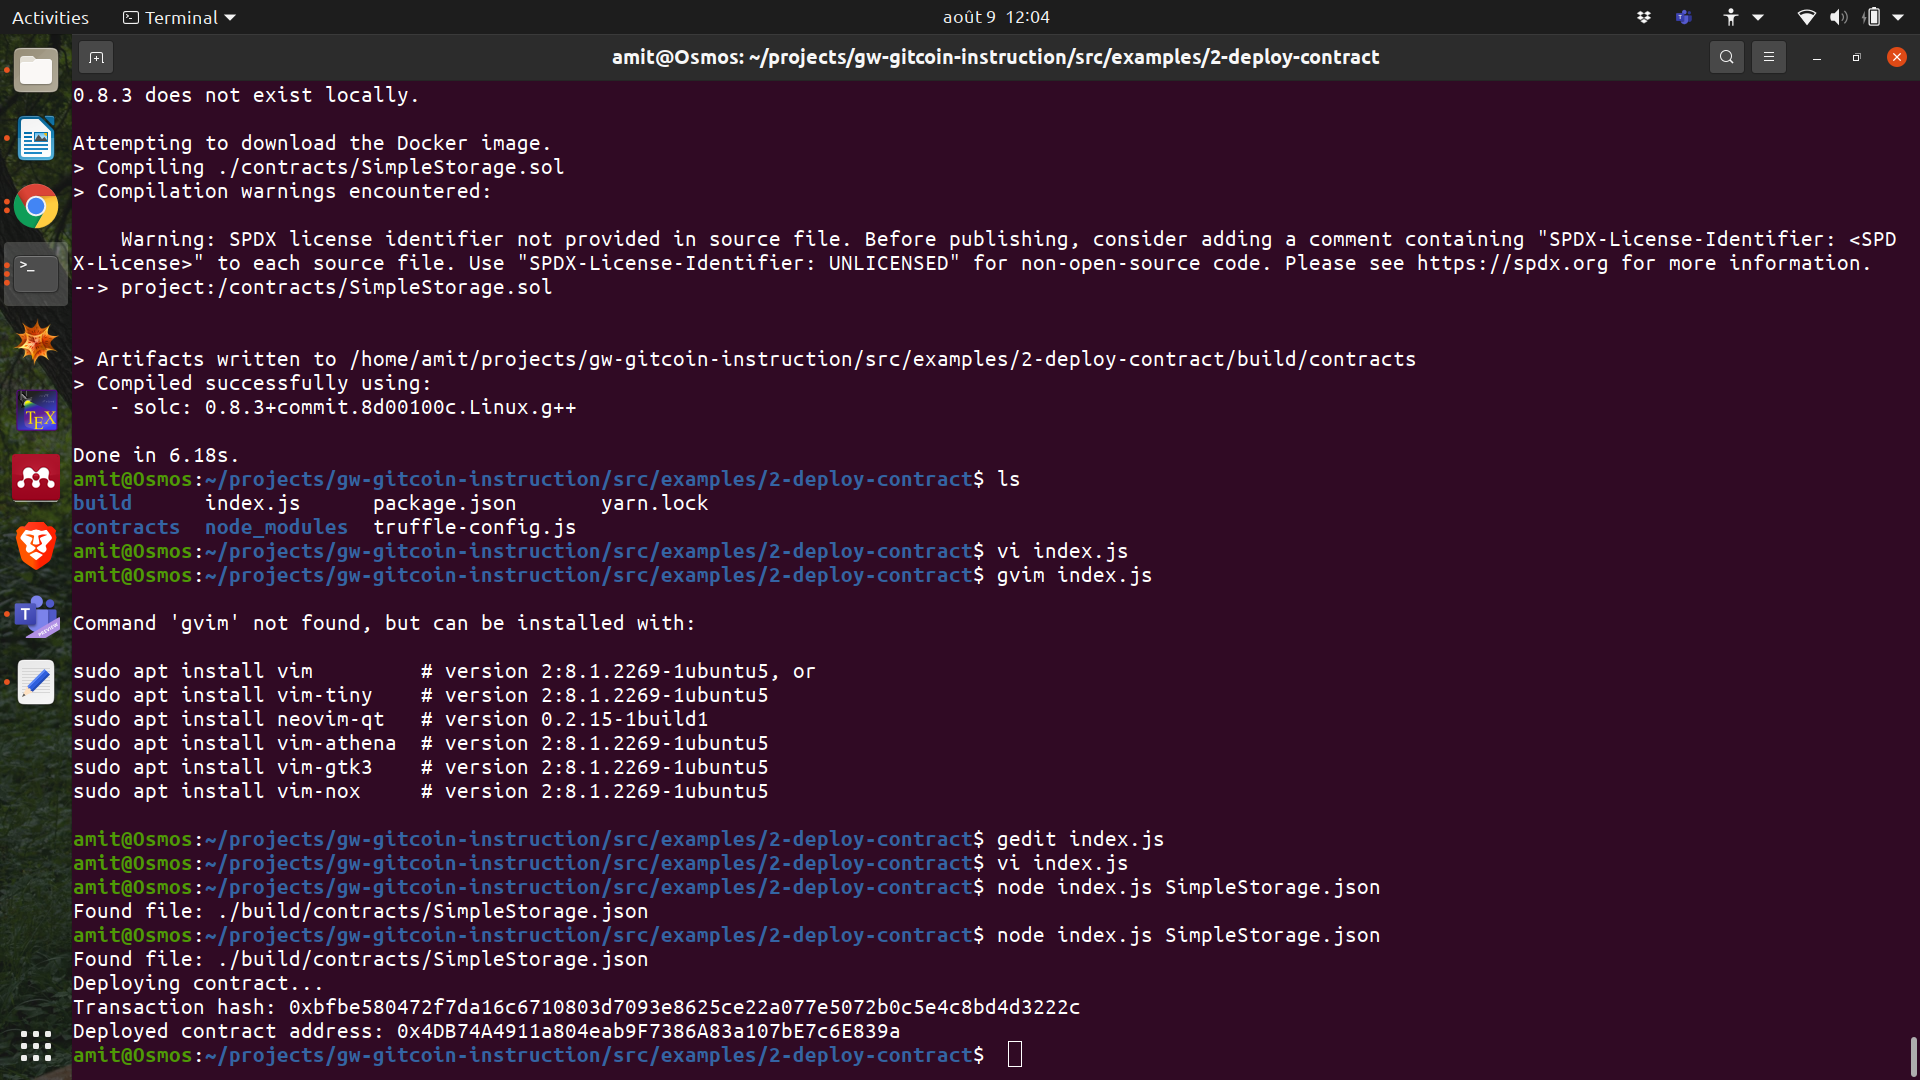 Activities
Terminal
août 9 12:04
amit@Osmos: ~/projects/gw-gitcoin-instruction/src/examples/2-deploy-contract
0.8.3 does not exist locally.
Attempting to download the Docker image.
> Compiling ./contracts/SimpleStorage.sol
> Compilation warnings encountered:
    Warning: SPDX license identifier not provided in source file. Before publishing, consider adding a comment containing "SPDX-License-Identifier: <SPD
X-License>" to each source file. Use "SPDX-License-Identifier: UNLICENSED" for non-open-source code. Please see https://spdx.org for more information.
--> project:/contracts/SimpleStorage.sol
> Artifacts written to /home/amit/projects/gw-gitcoin-instruction/src/examples/2-deploy-contract/build/contracts
> Compiled successfully using:
   - solc: 0.8.3+commit.8d00100c.Linux.g++
Done in 6.18s.
amit@Osmos:~/projects/gw-gitcoin-instruction/src/examples/2-deploy-contract$ ls
build      index.js      package.json       yarn.lock
contracts  node_modules  truffle-config.js
amit@Osmos:~/projects/gw-gitcoin-instruction/src/examples/2-deploy-contract$ vi index.js
amit@Osmos:~/projects/gw-gitcoin-instruction/src/examples/2-deploy-contract$ gvim index.js
Command 'gvim' not found, but can be installed with:
sudo apt install vim         # version 2:8.1.2269-1ubuntu5, or
sudo apt install vim-tiny    # version 2:8.1.2269-1ubuntu5
sudo apt install neovim-qt   # version 0.2.15-1build1
sudo apt install vim-athena  # version 2:8.1.2269-1ubuntu5
sudo apt install vim-gtk3    # version 2:8.1.2269-1ubuntu5
sudo apt install vim-nox     # version 2:8.1.2269-1ubuntu5
amit@Osmos:~/projects/gw-gitcoin-instruction/src/examples/2-deploy-contract$ gedit index.js
amit@Osmos:~/projects/gw-gitcoin-instruction/src/examples/2-deploy-contract$ vi index.js
amit@Osmos:~/projects/gw-gitcoin-instruction/src/examples/2-deploy-contract$ node index.js SimpleStorage.json
Found file: ./build/contracts/SimpleStorage.json
amit@Osmos:~/projects/gw-gitcoin-instruction/src/examples/2-deploy-contract$ node index.js SimpleStorage.json
Found file: ./build/contracts/SimpleStorage.json
Deploying contract...
Transaction hash: 0xbfbe580472f7da16c6710803d7093e8625ce22a077e5072b0c5e4c8bd4d3222c
Deployed contract address: 0x4DB74A4911a804eab9F7386A83a107bE7c6E839a
amit@Osmos:~/projects/gw-gitcoin-instruction/src/examples/2-deploy-contract$